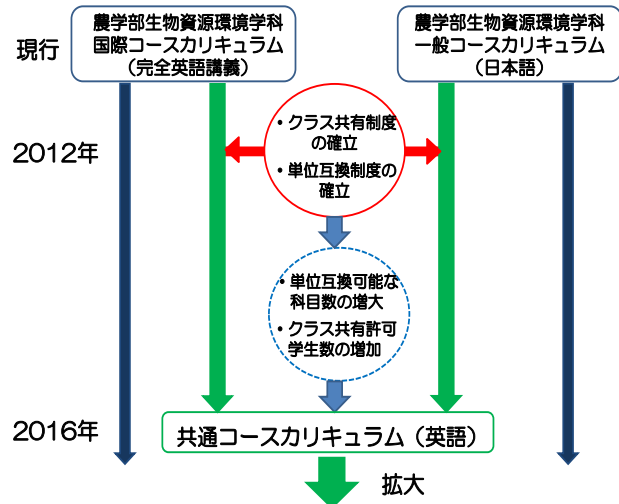 現行
農学部生物資源環境学科
国際コースカリキュラム
（完全英語講義）
農学部生物資源環境学科
一般コースカリキュラム
（日本語）
2012年
・クラス共有制度
の確立
・単位互換制度の
確立
・単位互換可能な
科目数の増大
・クラス共有許可
学生数の増加
2016年
共通コースカリキュラム（英語）
拡大